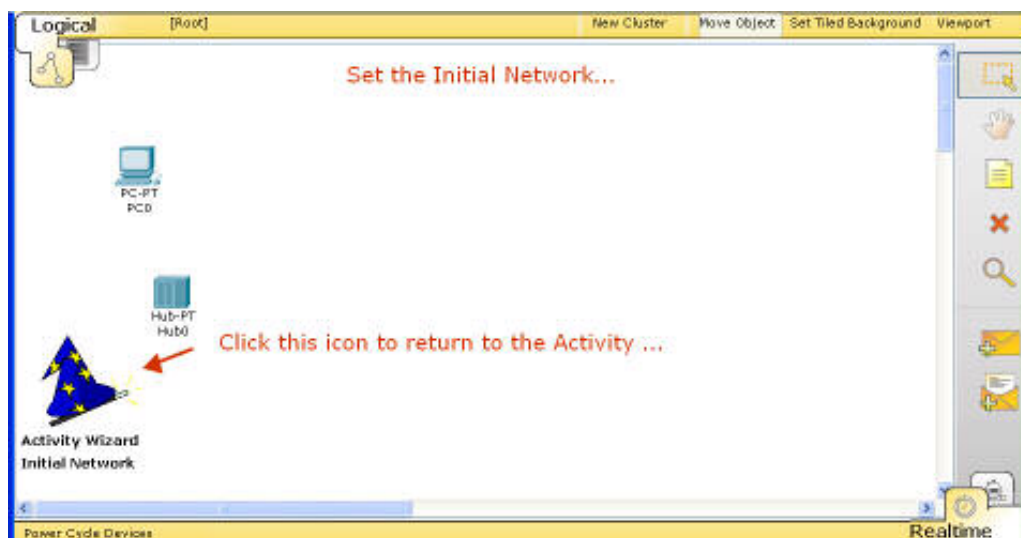 Logical [Root] New Cluster Move Object Set Tiled Background Viewport
Set the Initial Network...
PC-PT
PC0
Hub-PT
Hub0
Click this icon to return to the Activity ...
Activity Wizard
Initial Network
Power Cycle Devices Realtime